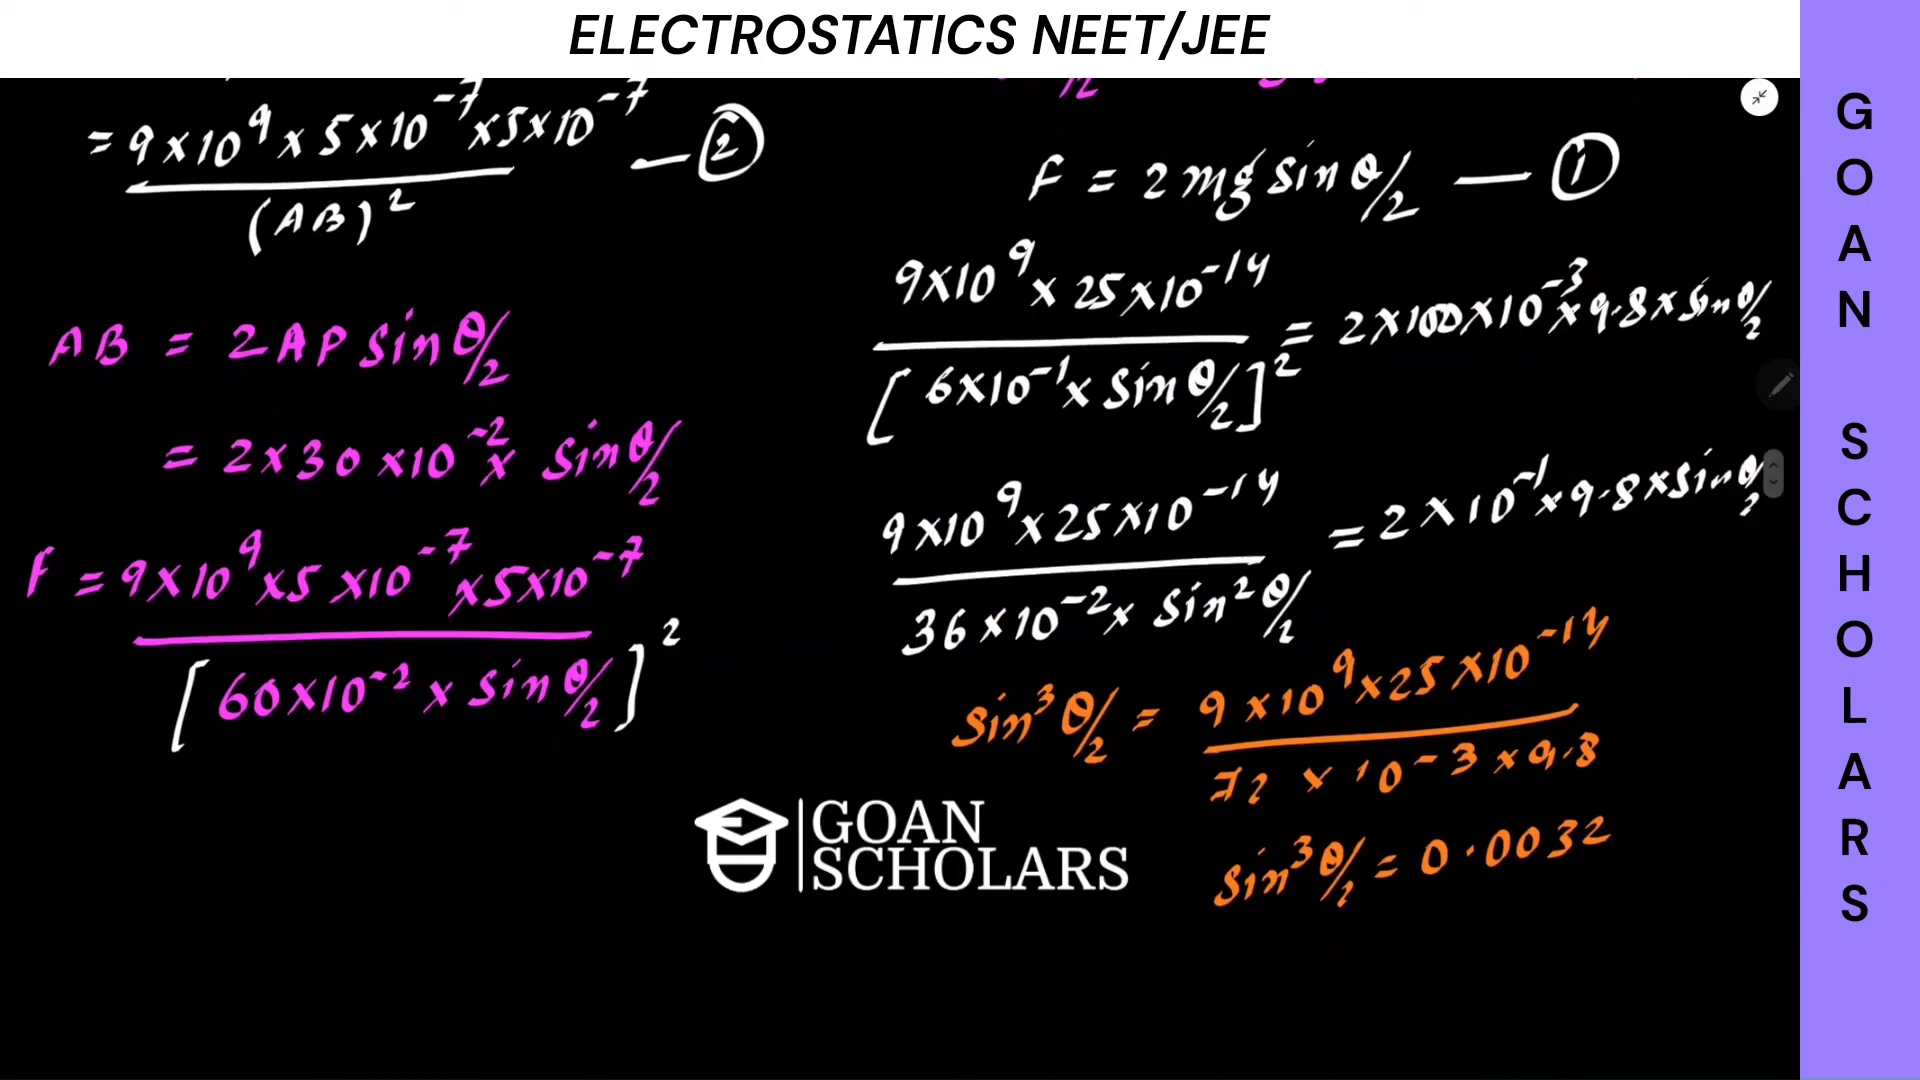 ELECTROSTATICS NEET/JEE
= 9×10⁹ × 5×10⁻⁷ × 5×10⁻⁷ / (AB)² — ②
AB = 2AP sin θ/2
= 2×30×10⁻² × sin θ/2
F = 9×10⁹ × 5×10⁻⁷ × 5×10⁻⁷ / [60×10⁻² × sin θ/2]²
F = 2mg sin θ/2 — ①
9×10⁹ × 25×10⁻¹⁴ / [6×10⁻¹ × sin θ/2]² = 2×100×10⁻³×9.8×sin θ/2
9×10⁹ × 25×10⁻¹⁴ / 36×10⁻² × sin² θ/2 = 2×10⁻¹×9.8×sin θ/2
sin³ θ/2 = 9×10⁹×25×10⁻¹⁴ / 72×10⁻³×9.8
sin³ θ/2 = 0.0032
GOAN
SCHOLARS
GOAN SCHOLARS